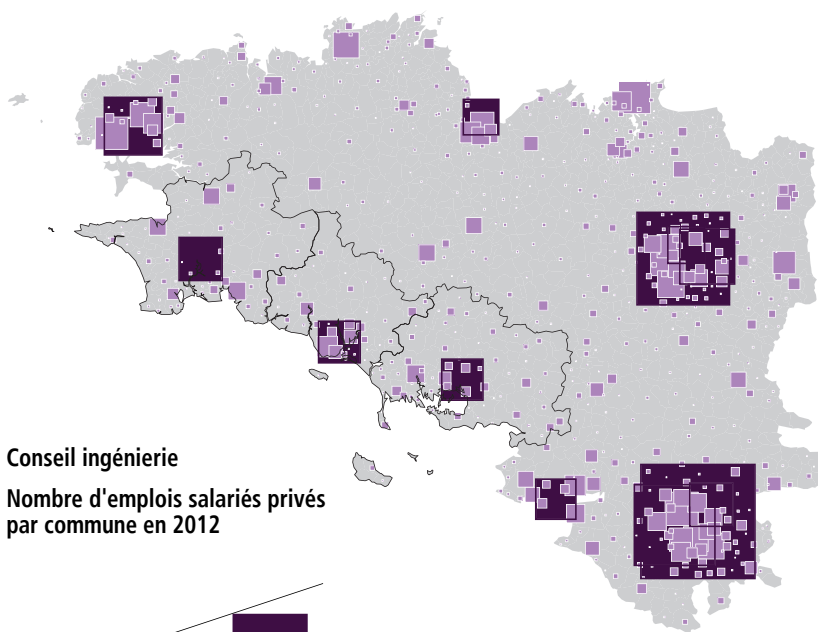 Conseil ingénierie
Nombre d'emplois salariés privés
par commune en 2012